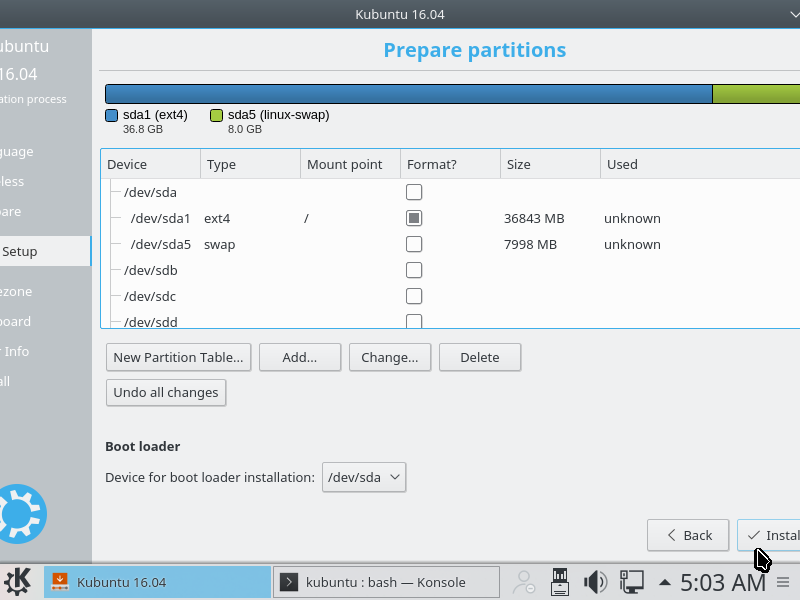 Kubuntu 16.04
ubuntu
16.04
ation process
guage
less
are
Setup
ezone
oard
Info
all
Prepare partitions
sda1 (ext4)
36.8 GB
sda5 (linux-swap)
8.0 GB
Device Type Mount point Format? Size Used
/dev/sda
/dev/sda1 ext4 / 36843 MB unknown
/dev/sda5 swap 7998 MB unknown
/dev/sdb
/dev/sdc
/dev/sdd
New Partition Table... Add... Change... Delete
Undo all changes
Boot loader
Device for boot loader installation: /dev/sda
Back Instal
Kubuntu 16.04 kubuntu : bash — Konsole 5:03 AM